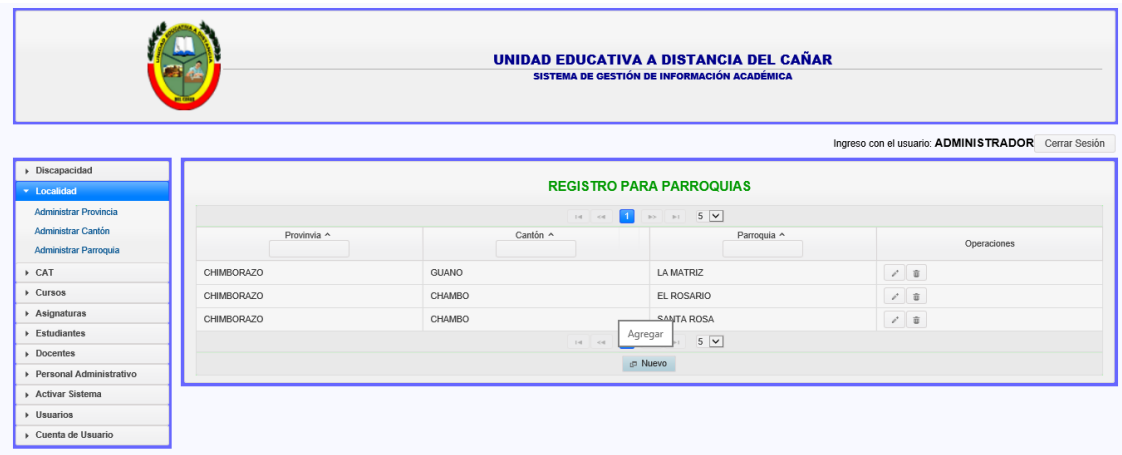 UNIDAD EDUCATIVA A DISTANCIA DEL CAÑAR
SISTEMA DE GESTIÓN DE INFORMACIÓN ACADÉMICA
Ingreso con el usuario: ADMINISTRADOR Cerrar Sesión
Discapacidad
Localidad
Administrar Provincia
Administrar Cantón
Administrar Parroquia
CAT
Cursos
Asignaturas
Estudiantes
Docentes
Personal Administrativo
Activar Sistema
Usuarios
Cuenta de Usuario
REGISTRO PARA PARROQUIAS
1 5
Provinvia Cantón Parroquia Operaciones
CHIMBORAZO GUANO LA MATRIZ
CHIMBORAZO CHAMBO EL ROSARIO
CHIMBORAZO CHAMBO SANTA ROSA
Agregar
5
Nuevo